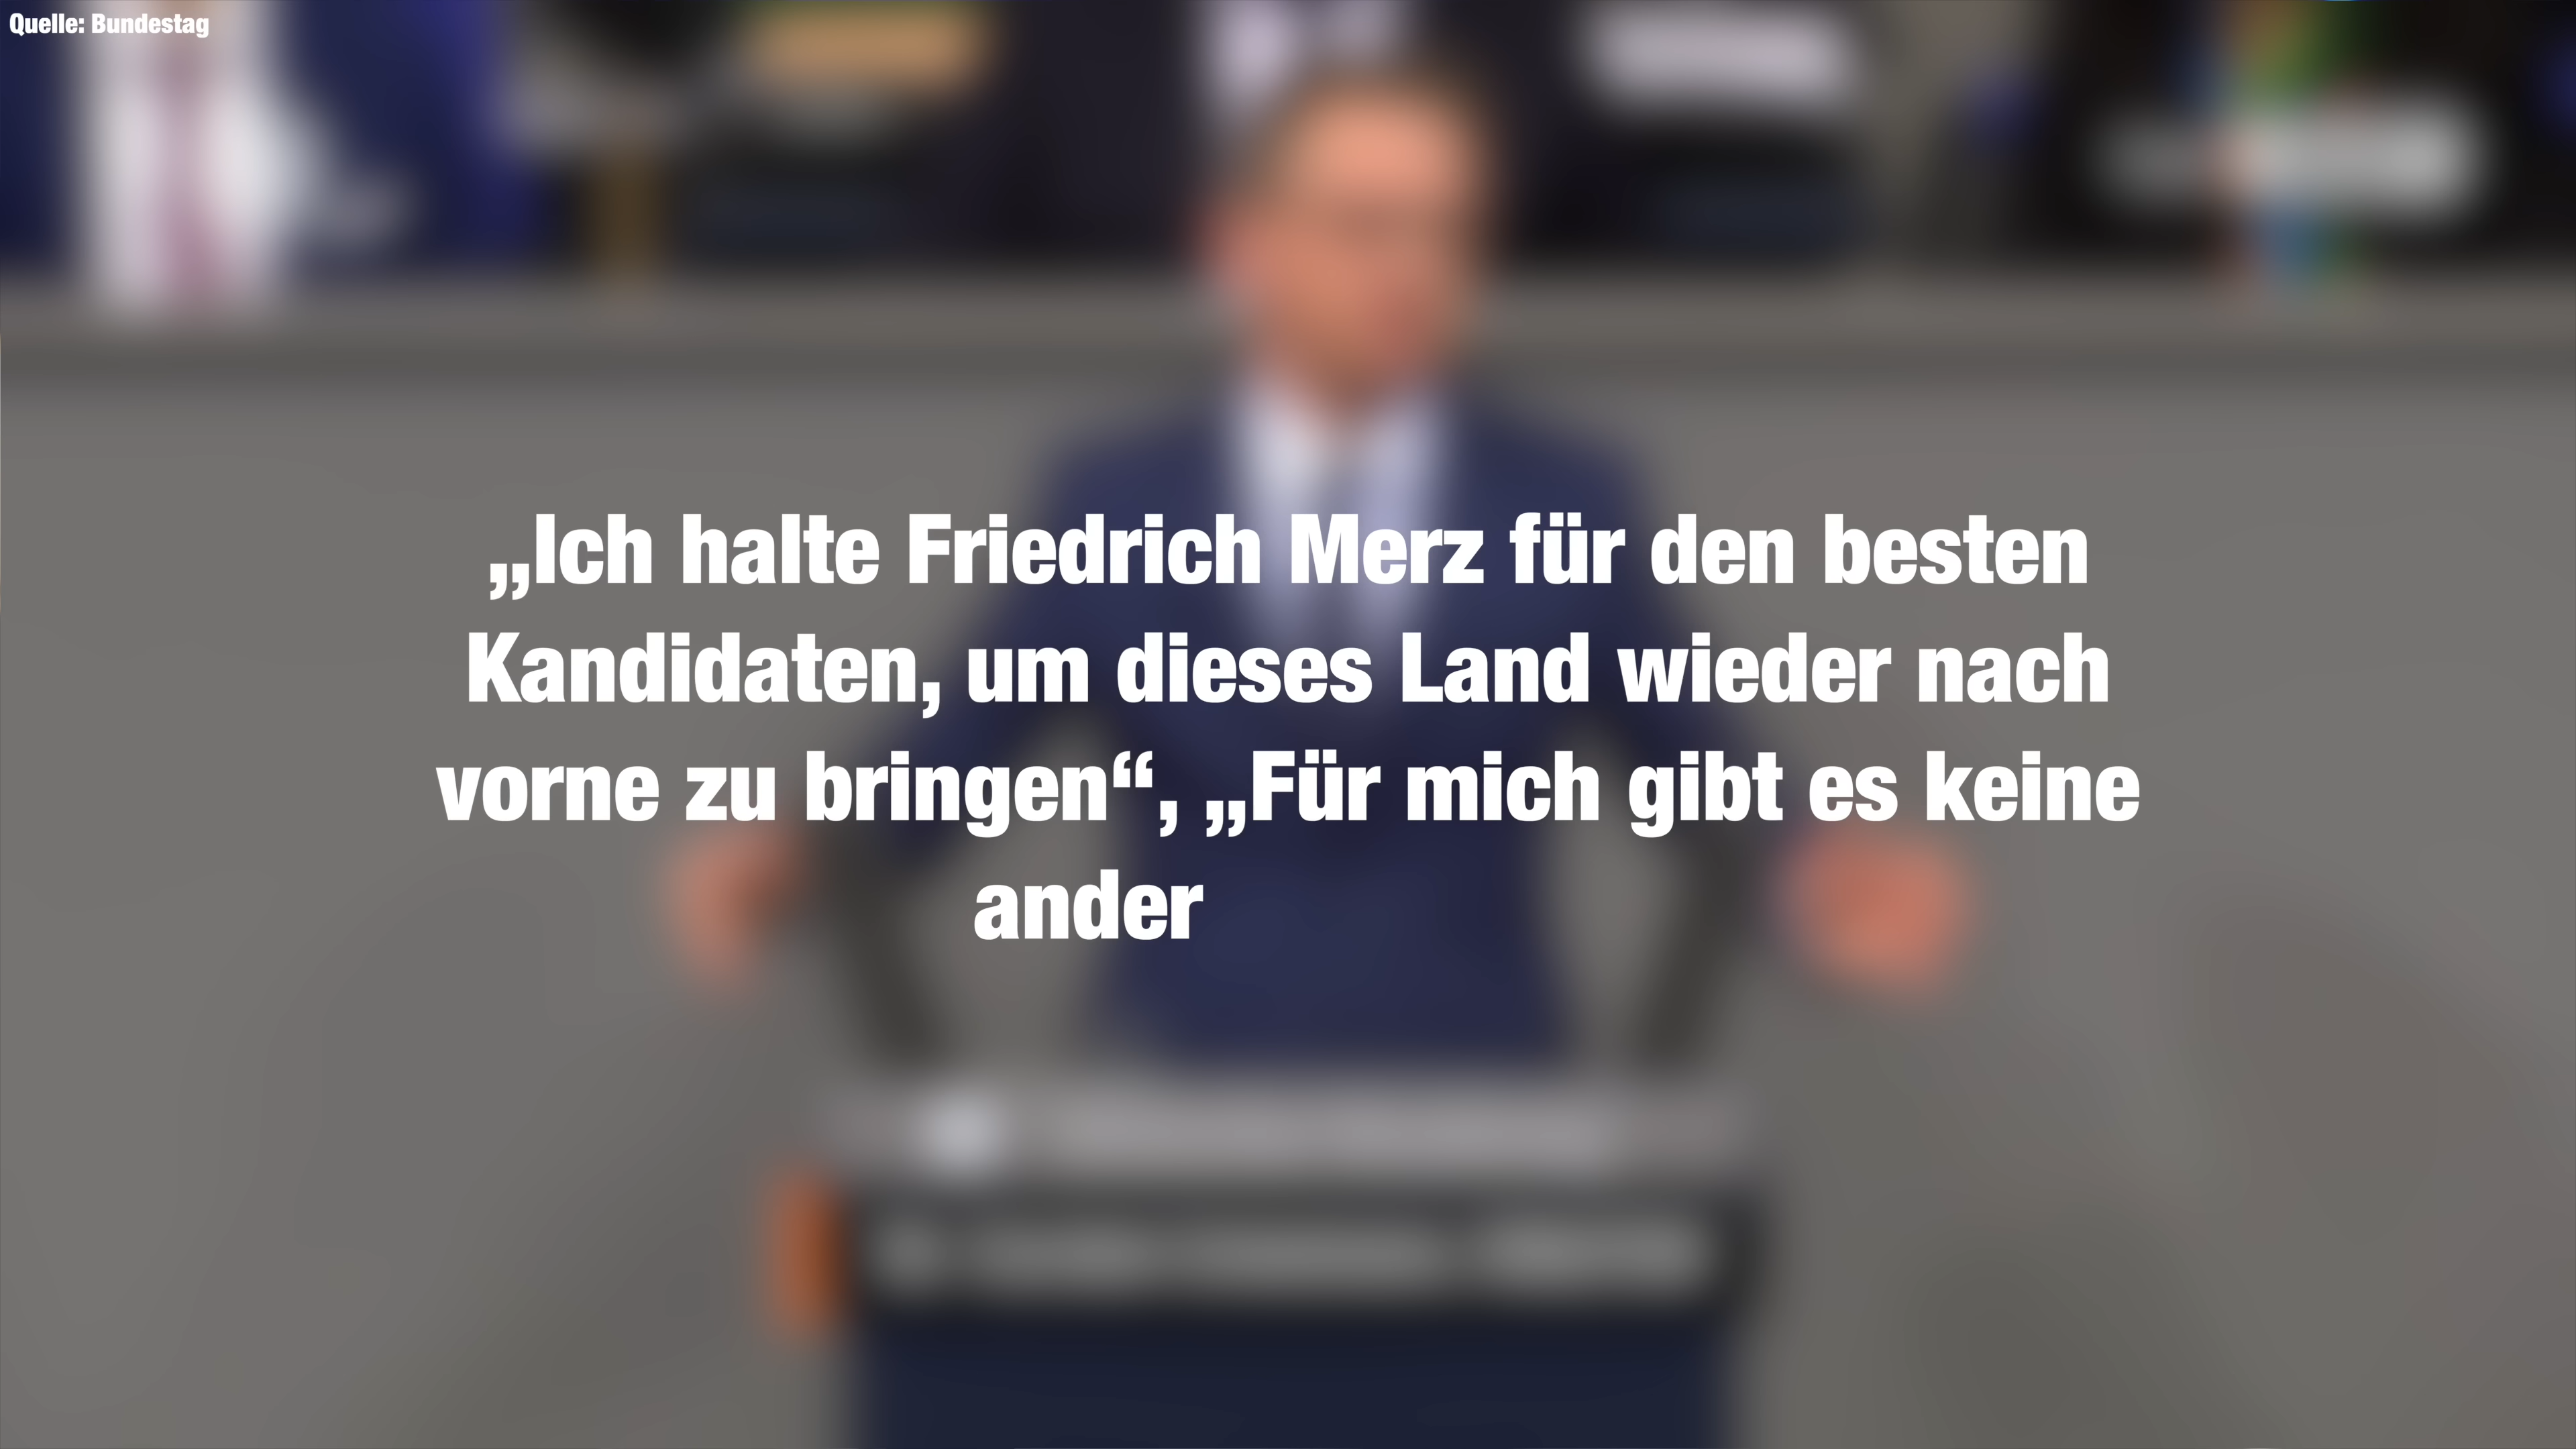 Quelle: Bundestag
„Ich halte Friedrich Merz für den besten
Kandidaten, um dieses Land wieder nach
vorne zu bringen“, „Für mich gibt es keine
ander